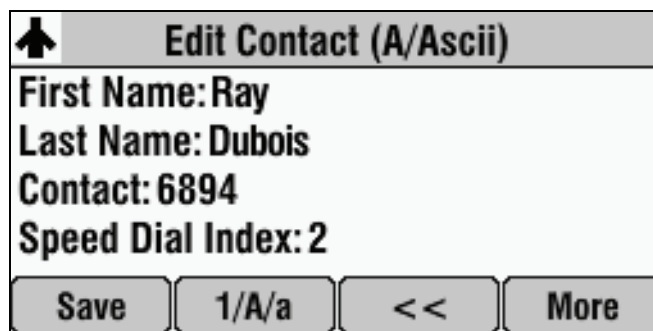 Edit Contact (A/Ascii)
First Name: Ray
Last Name: Dubois
Contact: 6894
Speed Dial Index: 2
Save 1/A/a << More